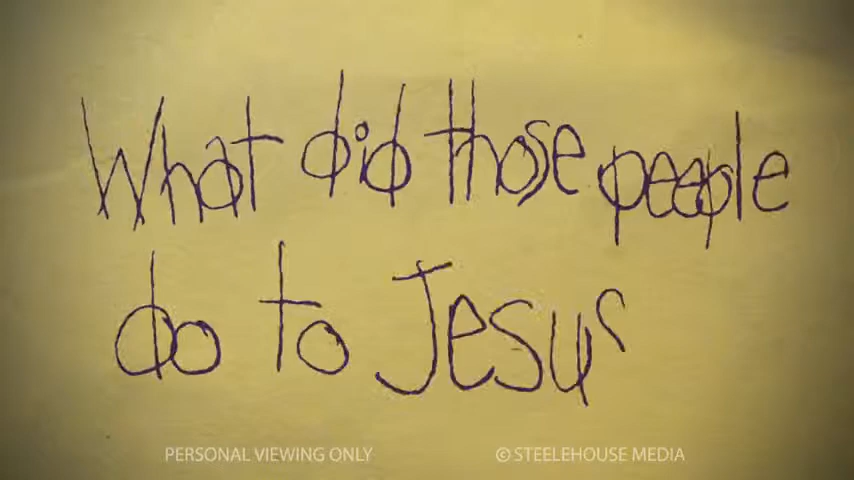 What did those people
do to Jesus
PERSONAL VIEWING ONLY © STEELEHOUSE MEDIA